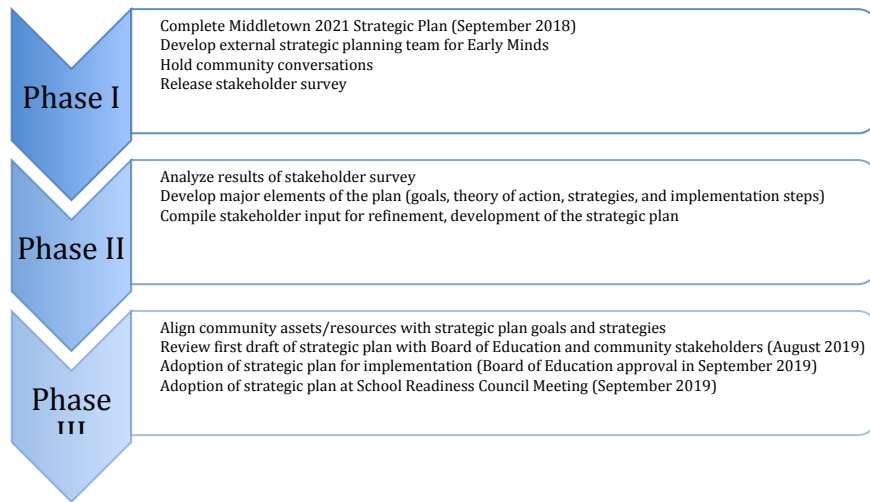 Phase I
Complete Middletown 2021 Strategic Plan (September 2018)
Develop external strategic planning team for Early Minds
Hold community conversations
Release stakeholder survey
Phase II
Analyze results of stakeholder survey
Develop major elements of the plan (goals, theory of action, strategies, and implementation steps)
Compile stakeholder input for refinement, development of the strategic plan
Phase
III
Align community assets/resources with strategic plan goals and strategies
Review first draft of strategic plan with Board of Education and community stakeholders (August 2019)
Adoption of strategic plan for implementation (Board of Education approval in September 2019)
Adoption of strategic plan at School Readiness Council Meeting (September 2019)